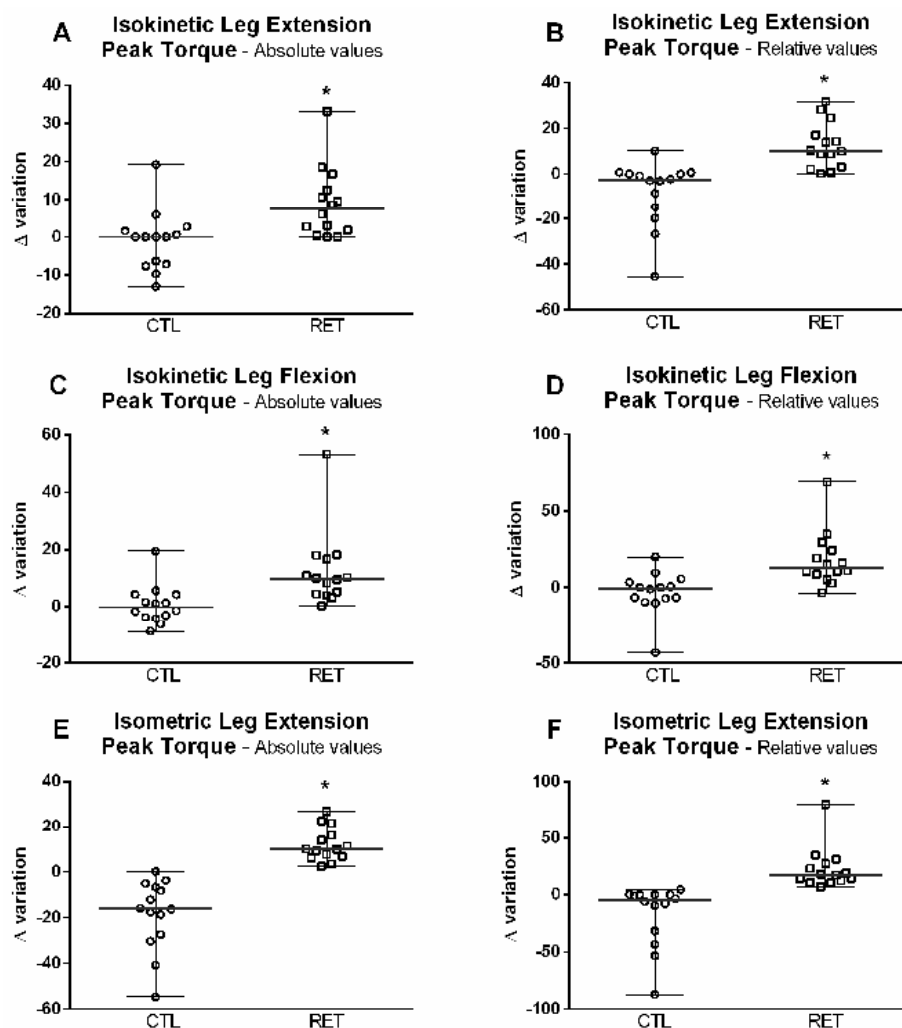 A Isokinetic Leg Extension
Peak Torque - Absolute values
*
40
30
20
10
0
-10
-20
Δ variation
CTL RET
B Isokinetic Leg Extension
Peak Torque - Relative values
*
40
20
0
-20
-40
-60
Δ variation
CTL RET
C Isokinetic Leg Flexion
Peak Torque - Absolute values
*
60
40
20
0
-20
Δ variation
CTL RET
D Isokinetic Leg Flexion
Peak Torque - Relative values
*
100
50
0
-50
Δ variation
CTL RET
E Isometric Leg Extension
Peak Torque - Absolute values
*
40
20
0
-20
-40
-60
Δ variation
CTL RET
F Isometric Leg Extension
Peak Torque - Relative values
*
100
50
0
-50
-100
Δ variation
CTL RET